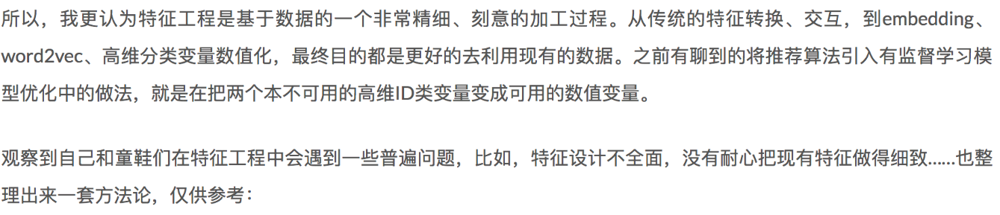 所以，我更认为特征工程是基于数据的一个非常精细、刻意的加工过程。从传统的特征转换、交互，到embedding、
word2vec、高维分类变量数值化，最终目的都是更好的去利用现有的数据。之前有聊到的将推荐算法引入有监督学习模
型优化中的做法，就是在把两个本不可用的高维ID类变量变成可用的数值变量。
观察到自己和童鞋们在特征工程中会遇到一些普遍问题，比如，特征设计不全面，没有耐心把现有特征做得细致……也整
理出来一套方法论，仅供参考：